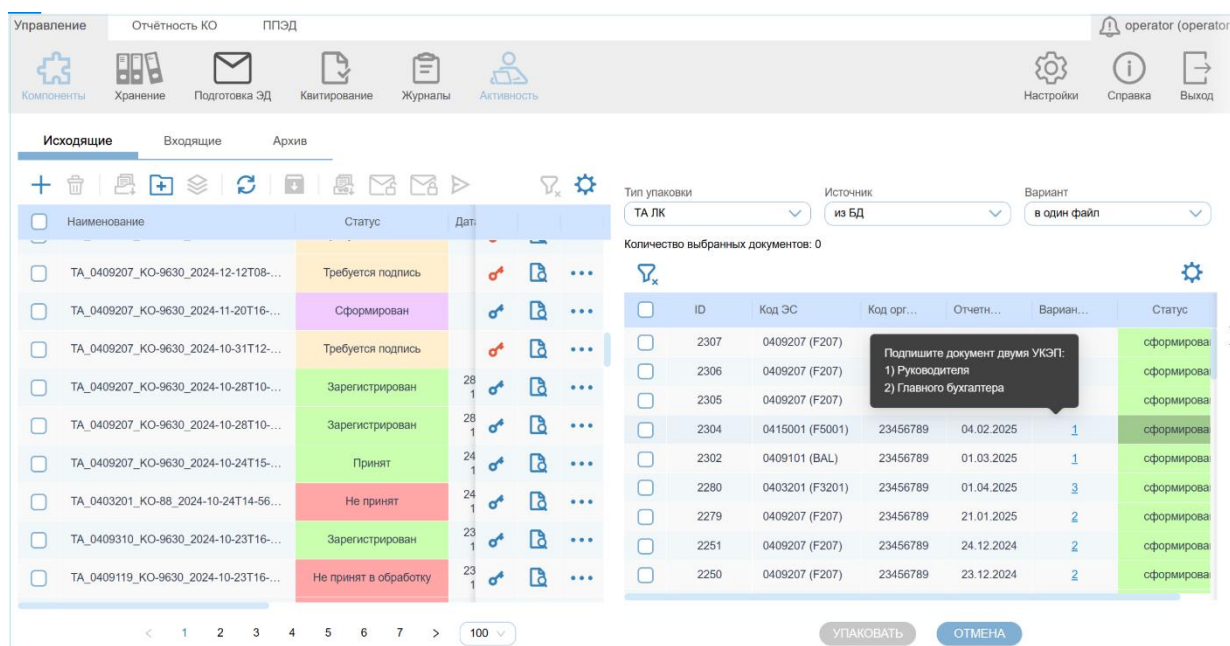 Управление Отчётность КО ППЭД operator (operator
Компоненты Хранение Подготовка ЭД Квитирование Журналы Активность Настройки Справка Выход
Исходящие Входящие Архив
Наименование Статус Дата
TA_0409207_KO-9630_2024-12-12T08-... Требуется подпись
TA_0409207_KO-9630_2024-11-20T16-... Сформирован
TA_0409207_KO-9630_2024-10-31T12-... Требуется подпись
TA_0409207_KO-9630_2024-10-28T10-... Зарегистрирован 28 1
TA_0409207_KO-9630_2024-10-28T10-... Зарегистрирован 28 1
TA_0409207_KO-9630_2024-10-24T15-... Принят 24 1
TA_0403201_KO-88_2024-10-24T14-56... Не принят 24 1
TA_0409310_KO-9630_2024-10-23T16-... Зарегистрирован 23 1
TA_0409119_KO-9630_2024-10-23T16-... Не принят в обработку 23 1
< 1 2 3 4 5 6 7 > 100
Тип упаковки Источник Вариант
ТА ЛК из БД в один файл
Количество выбранных документов: 0
ID Код ЭС Код орг... Отчетн... Вариан... Статус
2307 0409207 (F207) сформирова
2306 0409207 (F207) сформирова
2305 0409207 (F207) сформирова
Подпишите документ двумя УКЭП:
1) Руководителя
2) Главного бухгалтера
2304 0415001 (F5001) 23456789 04.02.2025 1 сформирова
2302 0409101 (BAL) 23456789 01.03.2025 1 сформирова
2280 0403201 (F3201) 23456789 01.04.2025 3 сформирова
2279 0409207 (F207) 23456789 21.01.2025 2 сформирова
2251 0409207 (F207) 23456789 24.12.2024 2 сформирова
2250 0409207 (F207) 23456789 23.12.2024 2 сформирова
УПАКОВАТЬ ОТМЕНА